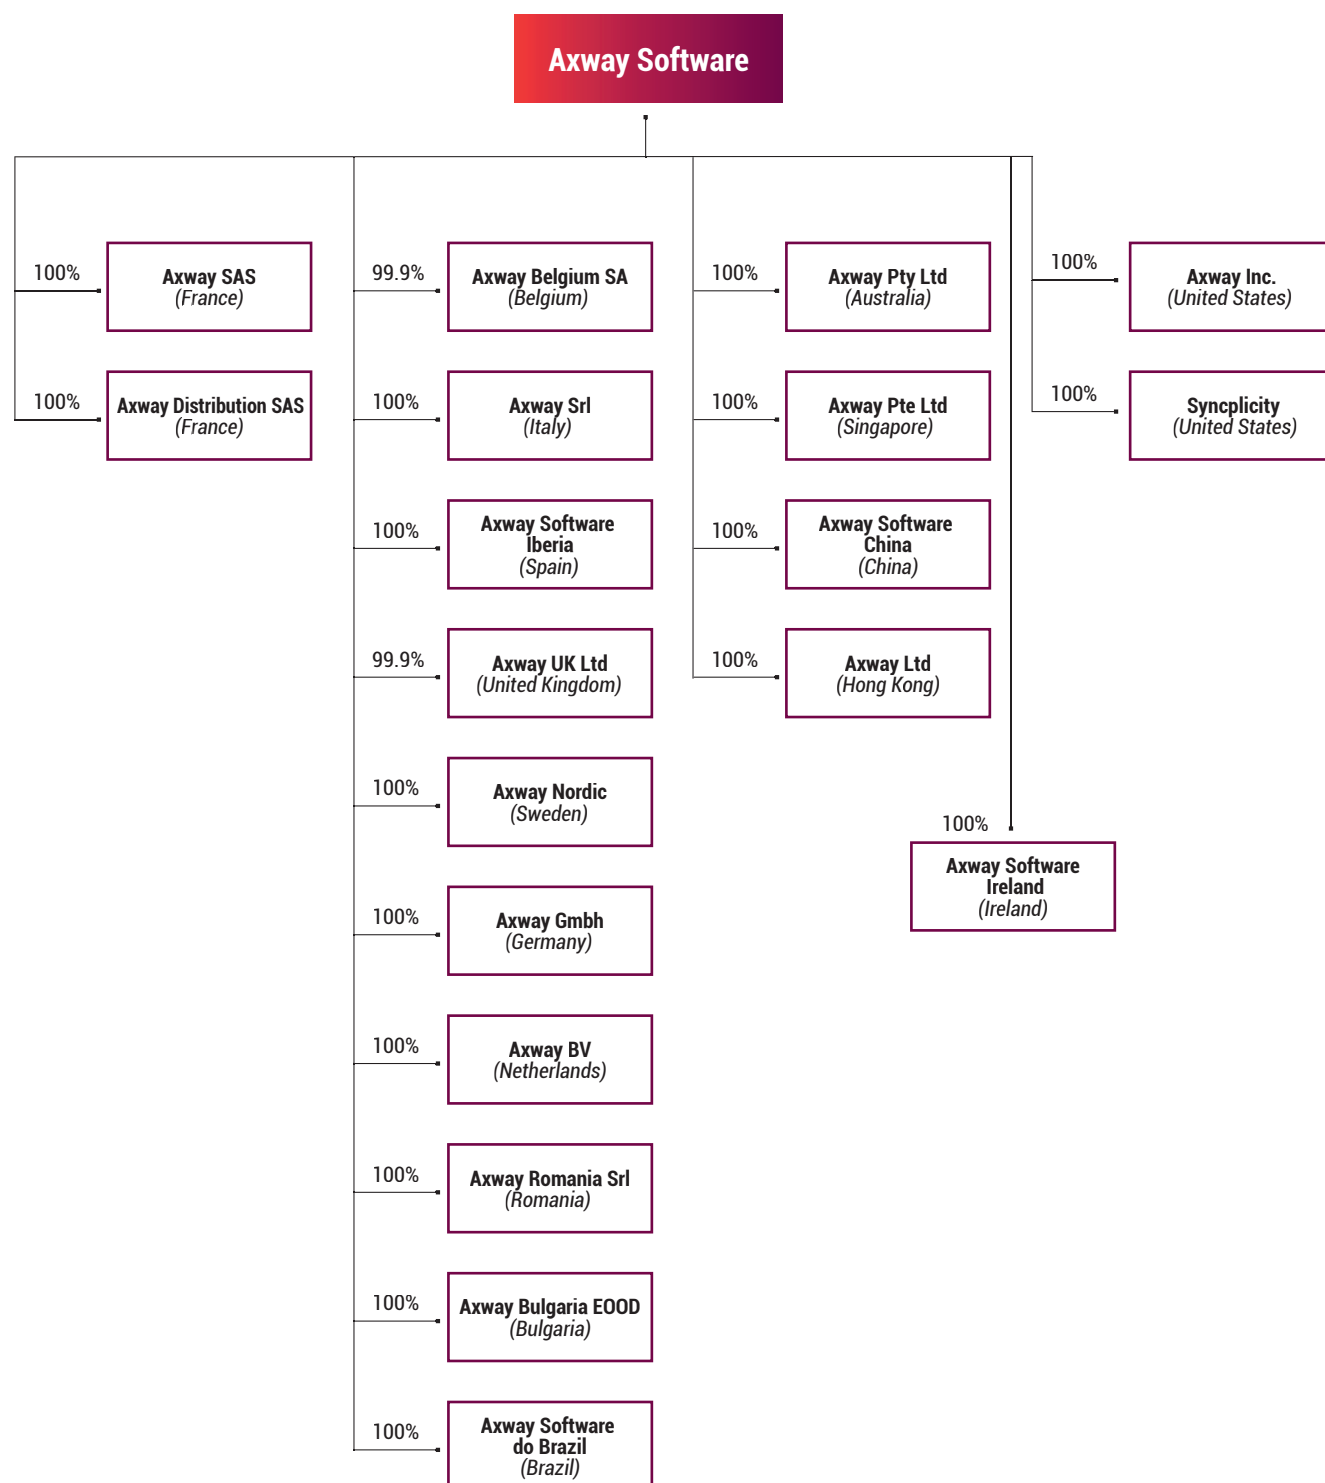 Axway Software
100%
Axway SAS
(France)
100%
Axway Distribution SAS
(France)
99.9%
Axway Belgium SA
(Belgium)
100%
Axway Srl
(Italy)
100%
Axway Software
Iberia
(Spain)
99.9%
Axway UK Ltd
(United Kingdom)
100%
Axway Nordic
(Sweden)
100%
Axway Gmbh
(Germany)
100%
Axway BV
(Netherlands)
100%
Axway Romania Srl
(Romania)
100%
Axway Bulgaria EOOD
(Bulgaria)
100%
Axway Software
do Brazil
(Brazil)
100%
Axway Pty Ltd
(Australia)
100%
Axway Pte Ltd
(Singapore)
100%
Axway Software
China
(China)
100%
Axway Ltd
(Hong Kong)
100%
Axway Software
Ireland
(Ireland)
100%
Axway Inc.
(United States)
100%
Syncplicity
(United States)